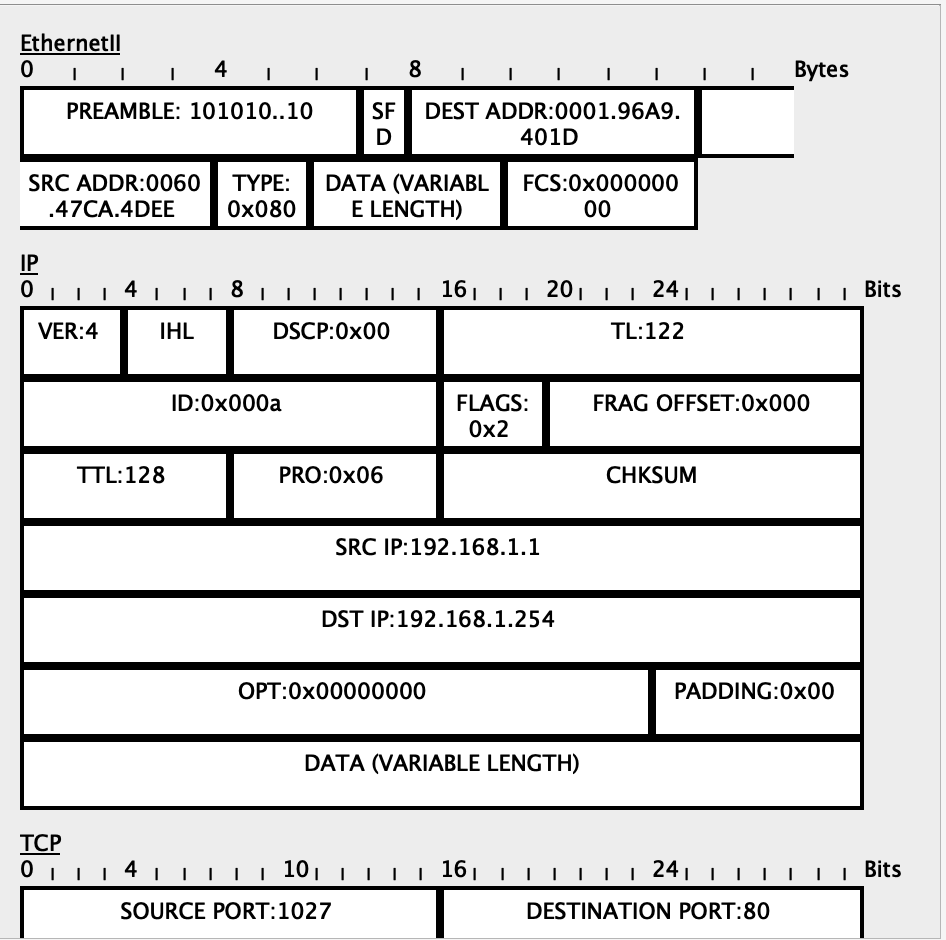 EthernetII
0 4 8 Bytes
PREAMBLE: 101010..10
SF
D
DEST ADDR:0001.96A9.
401D
SRC ADDR:0060
.47CA.4DEE
TYPE:
0x080
DATA (VARIABL
E LENGTH)
FCS:0x000000
00
IP
0 4 8 16 20 24 Bits
VER:4 IHL DSCP:0x00 TL:122
ID:0x000a
FLAGS:
0x2
FRAG OFFSET:0x000
TTL:128 PRO:0x06 CHKSUM
SRC IP:192.168.1.1
DST IP:192.168.1.254
OPT:0x00000000 PADDING:0x00
DATA (VARIABLE LENGTH)
TCP
0 4 10 16 24 Bits
SOURCE PORT:1027 DESTINATION PORT:80